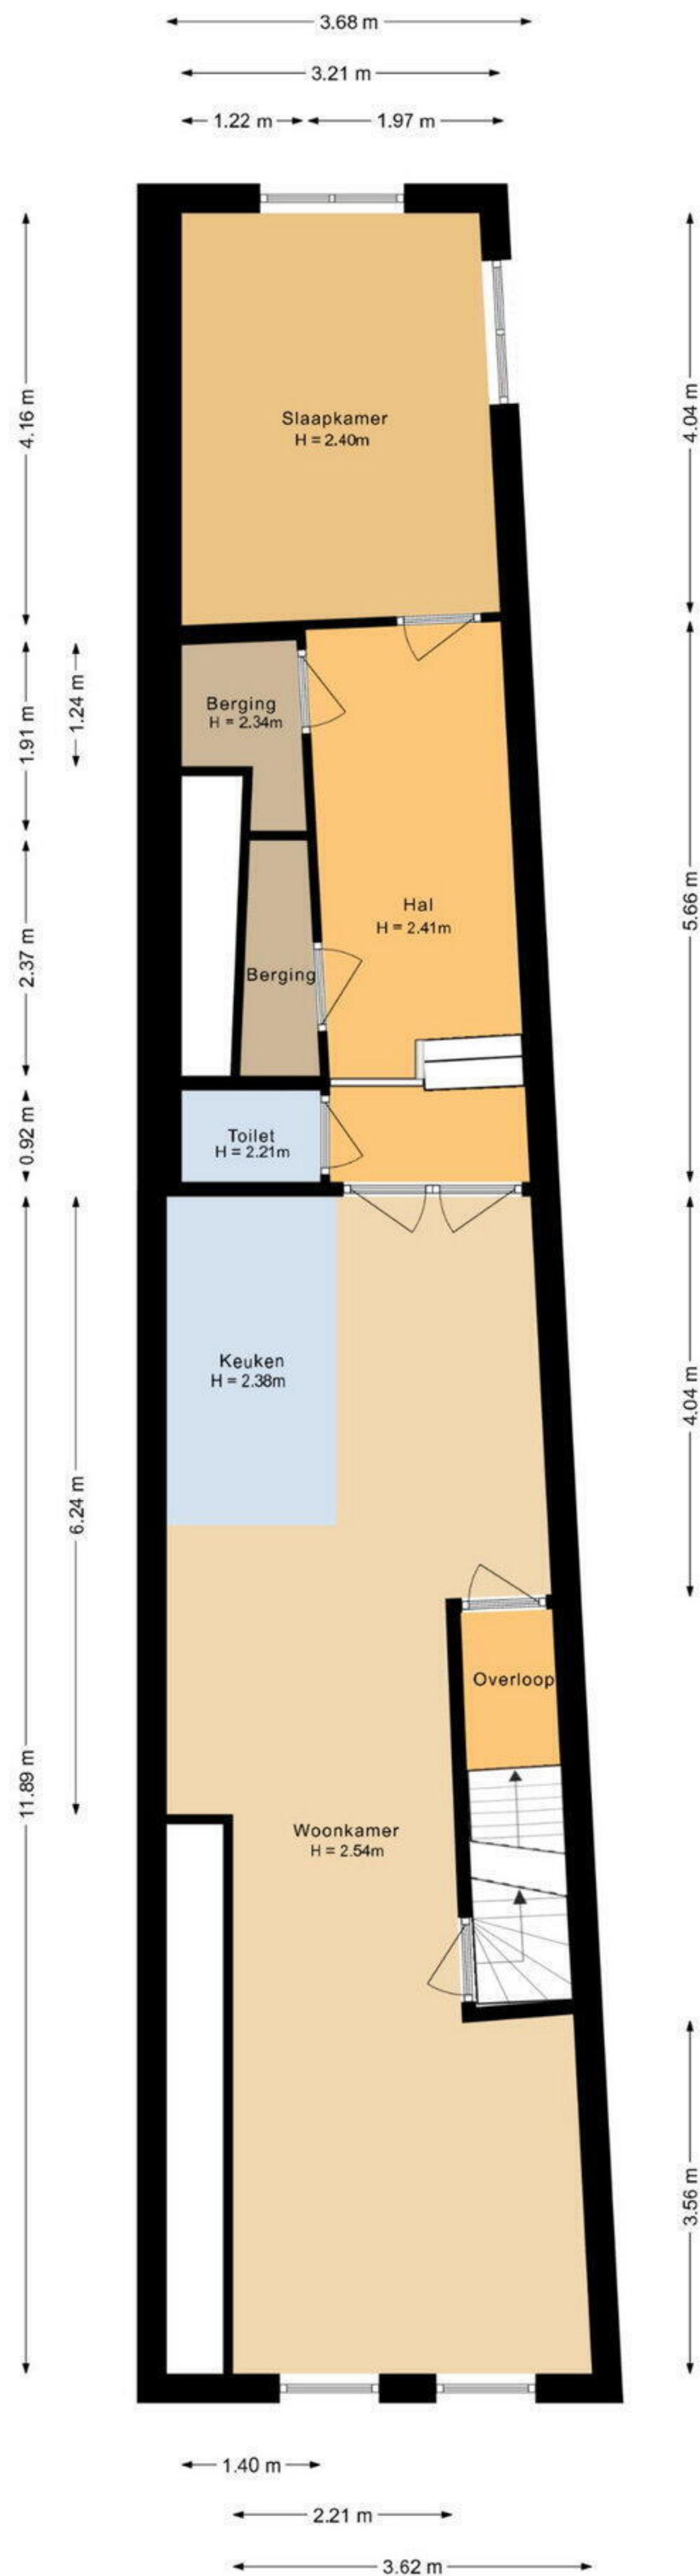 3.68 m
3.21 m
1.22 m
1.97 m
4.16 m
4.04 m
Slaapkamer
H = 2.40m
1.91 m
1.24 m
Berging
H = 2.34m
5.66 m
Hal
H = 2.41m
2.37 m
Berging
0.92 m
Toilet
H = 2.21m
Keuken
H = 2.38m
4.04 m
6.24 m
Overloop
11.89 m
Woonkamer
H = 2.54m
3.56 m
1.40 m
2.21 m
3.62 m